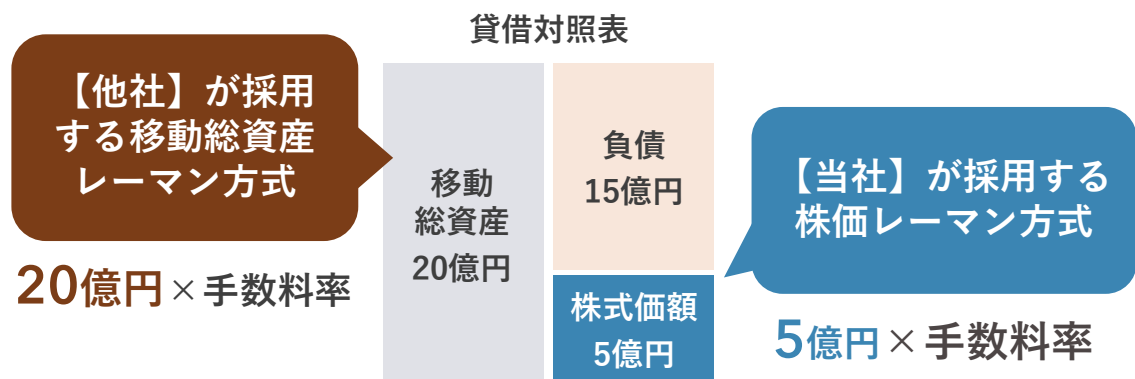 貸借対照表
【他社】が採用
する移動総資産
レーマン方式
20億円×手数料率
移動
総資産
20億円
負債
15億円
株式価額
5億円
【当社】が採用する
株価レーマン方式
5億円×手数料率